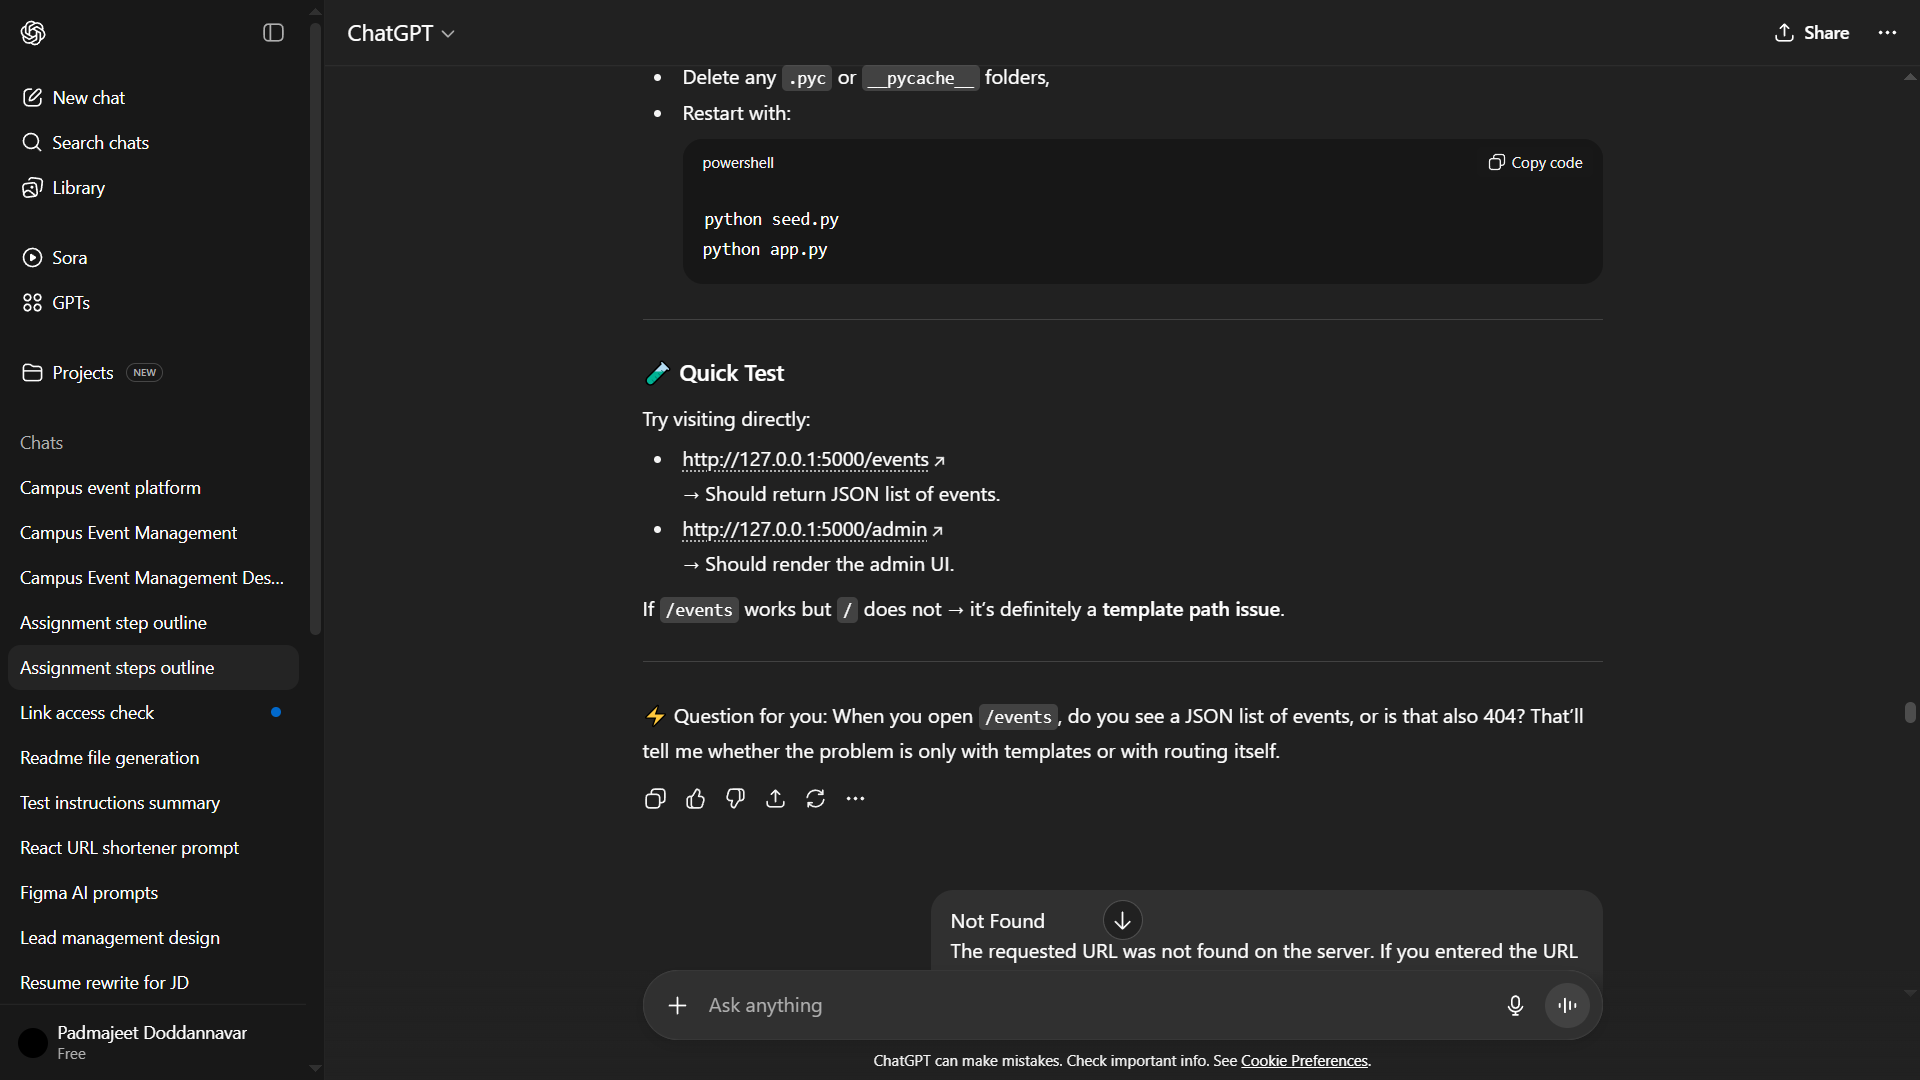 New chat
Search chats
Library
Sora
GPTs
Projects NEW
Chats
Campus event platform
Campus Event Management
Campus Event Management Des...
Assignment step outline
Assignment steps outline
Link access check
Readme file generation
Test instructions summary
React URL shortener prompt
Figma AI prompts
Lead management design
Resume rewrite for JD
Padmajeet Doddannavar
Free
ChatGPT
Share
• Delete any .pyc or __pycache__ folders,
• Restart with:
powershell
Copy code
python seed.py
python app.py
🧪 Quick Test
Try visiting directly:
• http://127.0.0.1:5000/events ↗
→ Should return JSON list of events.
• http://127.0.0.1:5000/admin ↗
→ Should render the admin UI.
If /events works but / does not → it’s definitely a template path issue.
⚡ Question for you: When you open /events, do you see a JSON list of events, or is that also 404? That’ll
tell me whether the problem is only with templates or with routing itself.
Not Found
The requested URL was not found on the server. If you entered the URL
Ask anything
ChatGPT can make mistakes. Check important info. See Cookie Preferences.